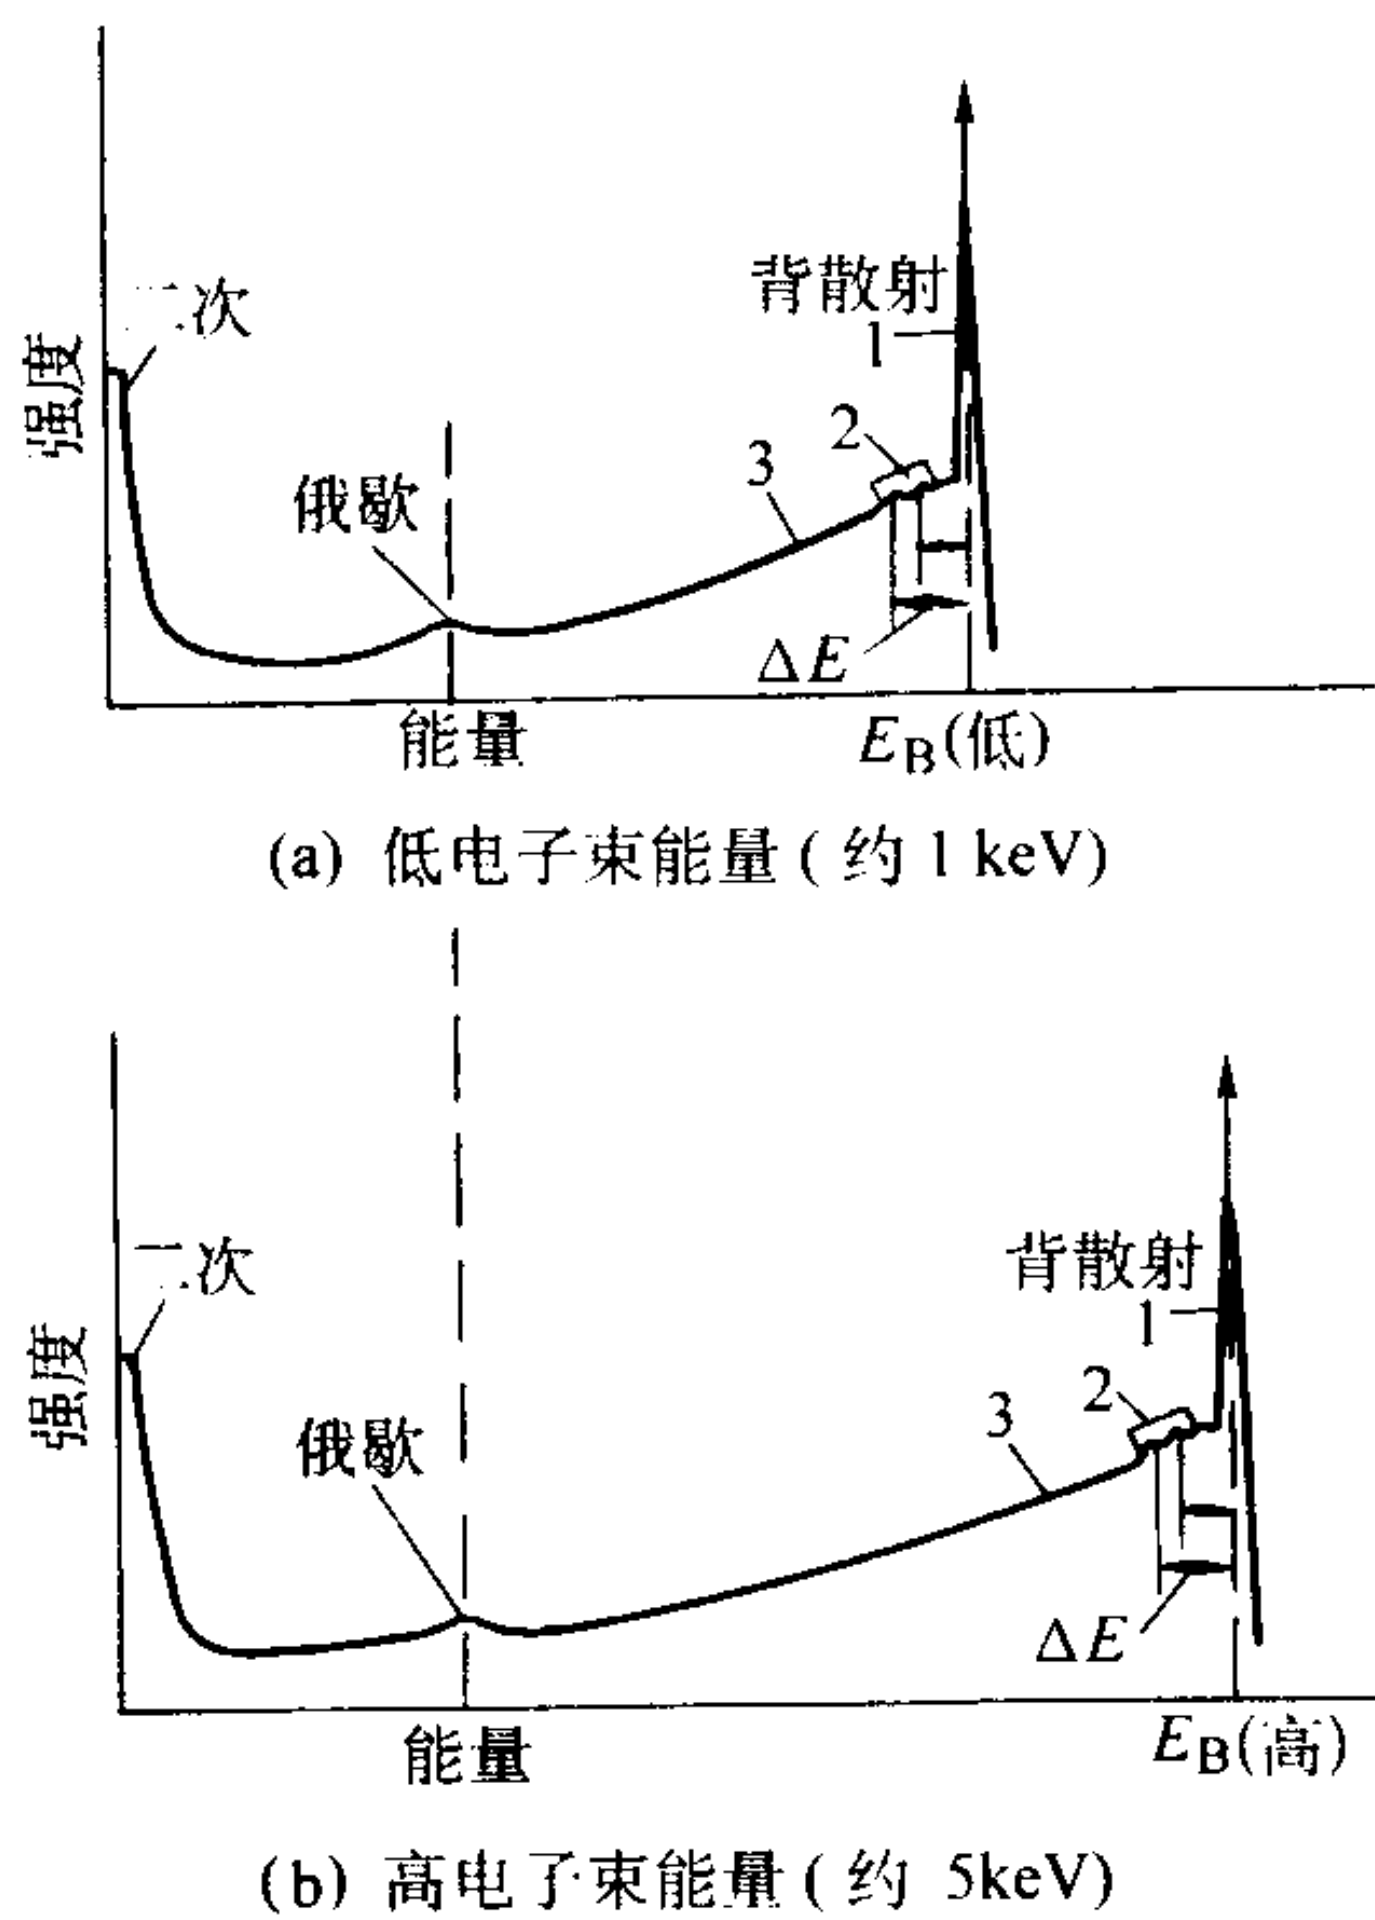 二次
强度
背散射
1
2
3
俄歇
ΔE
能量
E_B(低)
(a) 低电子束能量(约1 keV)
二次
强度
背散射
1
2
3
俄歇
ΔE
能量
E_B(高)
(b) 高电子束能量(约 5keV)